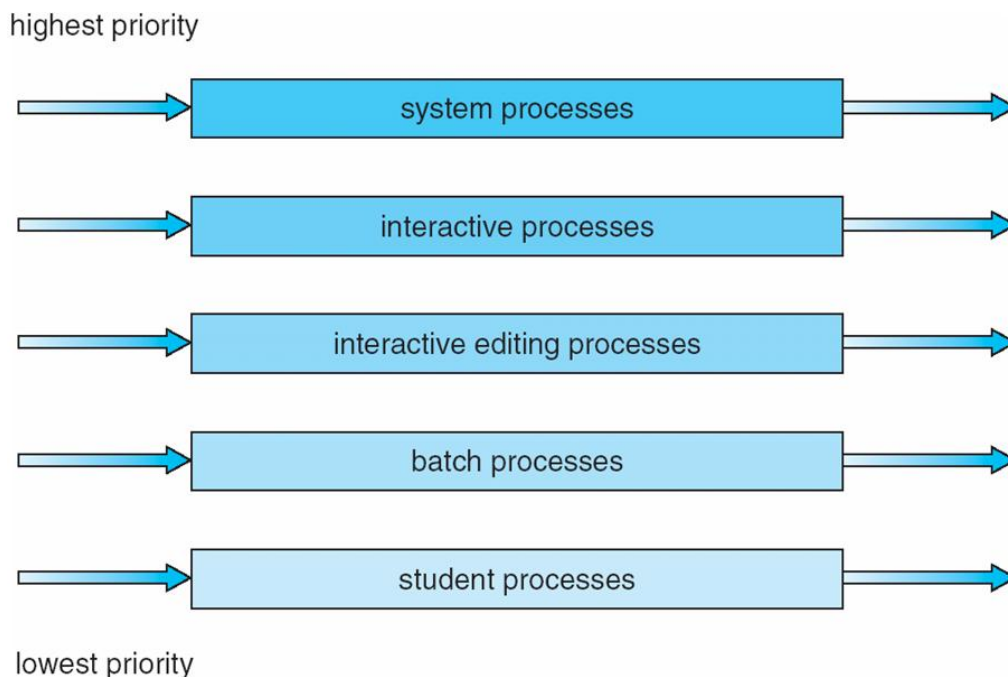 highest priority
system processes
interactive processes
interactive editing processes
batch processes
student processes
lowest priority